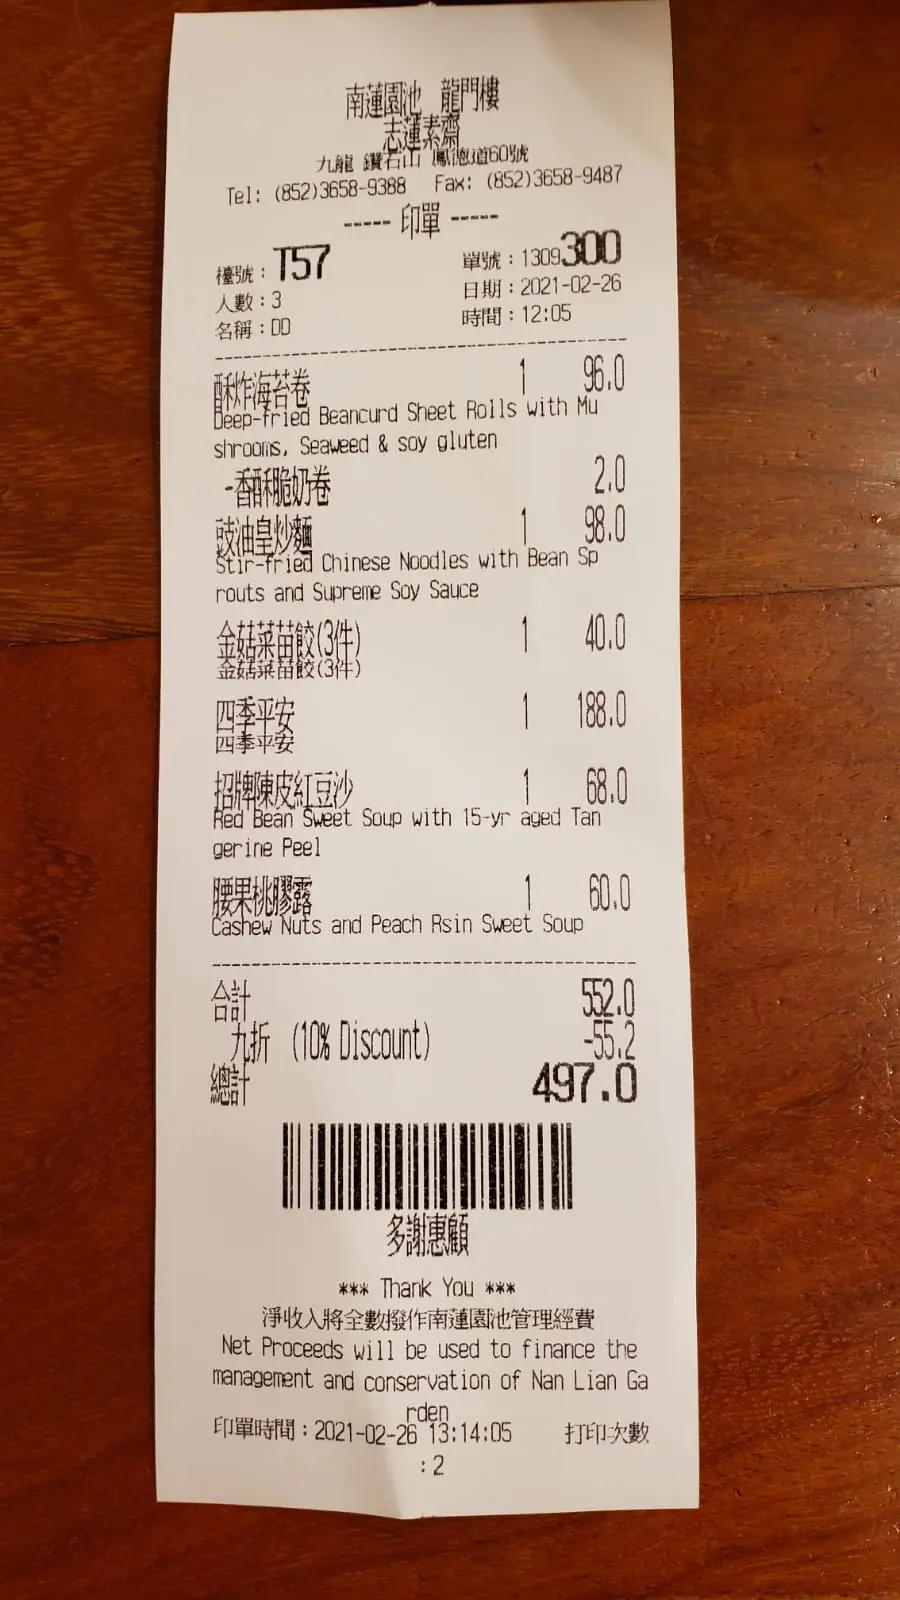 南蓮園池 龍門樓
志蓮素齋
九龍 鑽石山 鳳德道60號
Tel: (852)3658-9388 Fax: (852)3658-9487
----- 印單 -----
檯號：T57 單號：1309300
人數：3 日期：2021-02-26
名稱：DD 時間：12:05
酥炸海苔卷 1 96.0
Deep-fried Beancurd Sheet Rolls with Mu
shrooms, Seaweed & soy gluten
-香酥脆奶卷 2.0
豉油皇炒麵 1 98.0
Stir-fried Chinese Noodles with Bean Sp
routs and Supreme Soy Sauce
金菇菜苗餃(3件) 1 40.0
金菇菜苗餃(3件)
四季平安 1 188.0
四季平安
招牌陳皮紅豆沙 1 68.0
Red Bean Sweet Soup with 15-yr aged Tan
gerine Peel
腰果桃膠露 1 60.0
Cashew Nuts and Peach Rsin Sweet Soup
合計 552.0
九折 (10% Discount) -55.2
總計 497.0
多謝惠顧
*** Thank You ***
淨收入將全數撥作南蓮園池管理經費
Net Proceeds will be used to finance the
management and conservation of Nan Lian Ga
rden
印單時間：2021-02-26 13:14:05 打印次數
：2